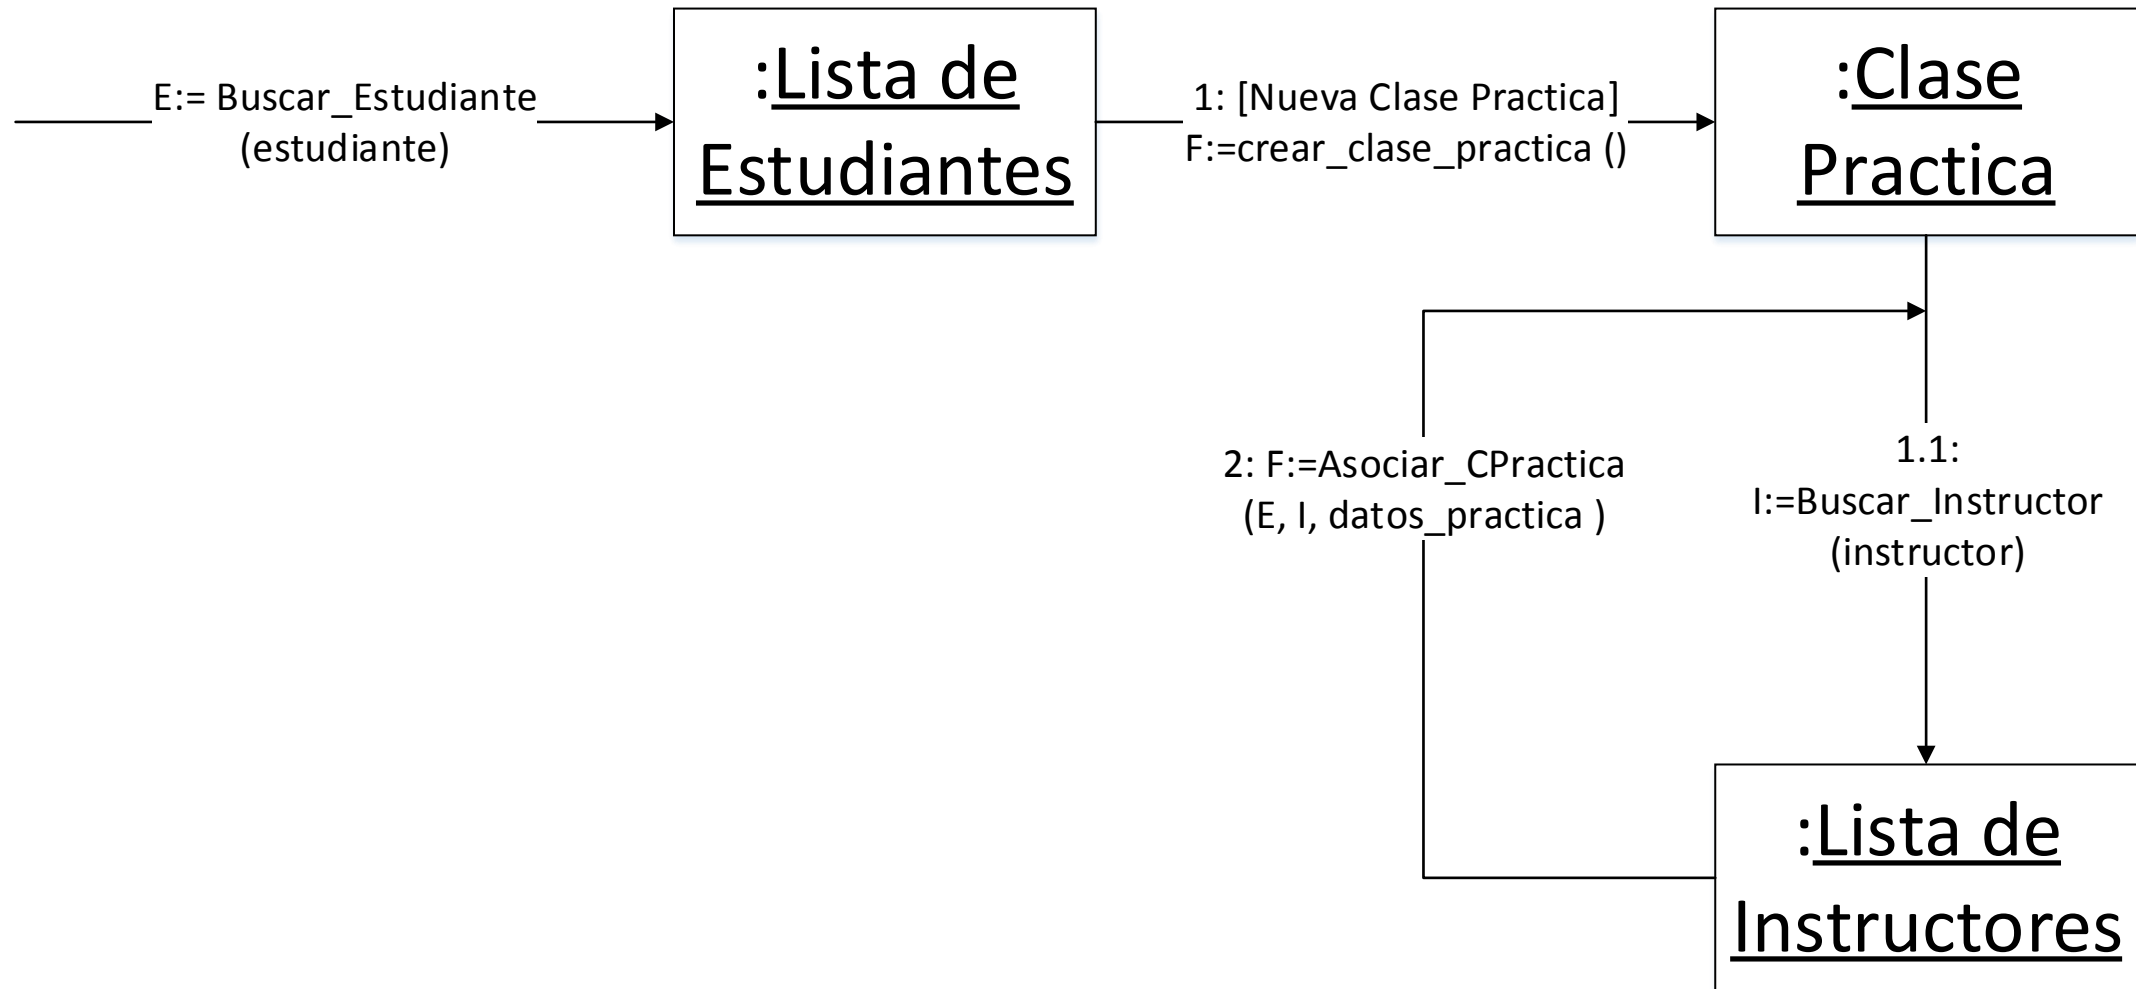 E:= Buscar_Estudiante
(estudiante)
:Lista de
Estudiantes
1: [Nueva Clase Practica]
F:=crear_clase_practica ()
:Clase
Practica
2: F:=Asociar_CPractica
(E, I, datos_practica )
1.1:
I:=Buscar_Instructor
(instructor)
:Lista de
Instructores